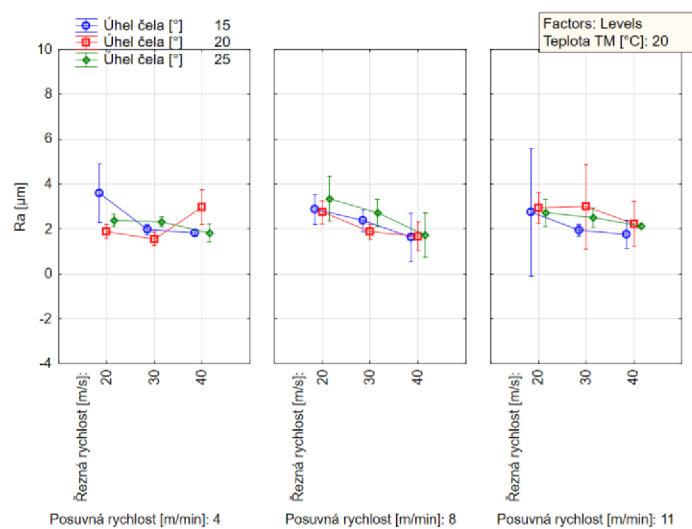 Úhel čela [°] 15
Úhel čela [°] 20
Úhel čela [°] 25
Factors: Levels
Teplota TM [°C]: 20
Ra [µm]
10
8
6
4
2
0
-2
-4
Řezná rychlost [m/s]:
20
30
40
Řezná rychlost [m/s]:
20
30
40
Řezná rychlost [m/s]:
20
30
40
Posuvná rychlost [m/min]: 4
Posuvná rychlost [m/min]: 8
Posuvná rychlost [m/min]: 11